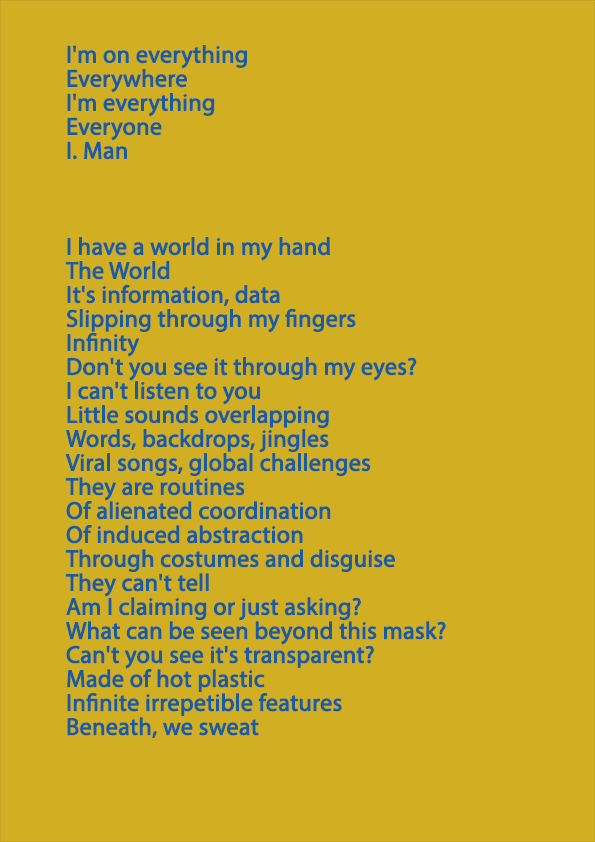 I'm on everything
Everywhere
I'm everything
Everyone
I. Man
I have a world in my hand
The World
It's information, data
Slipping through my fingers
Infinity
Don't you see it through my eyes?
I can't listen to you
Little sounds overlapping
Words, backdrops, jingles
Viral songs, global challenges
They are routines
Of alienated coordination
Of induced abstraction
Through costumes and disguise
They can't tell
Am I claiming or just asking?
What can be seen beyond this mask?
Can't you see it's transparent?
Made of hot plastic
Infinite irrepetible features
Beneath, we sweat